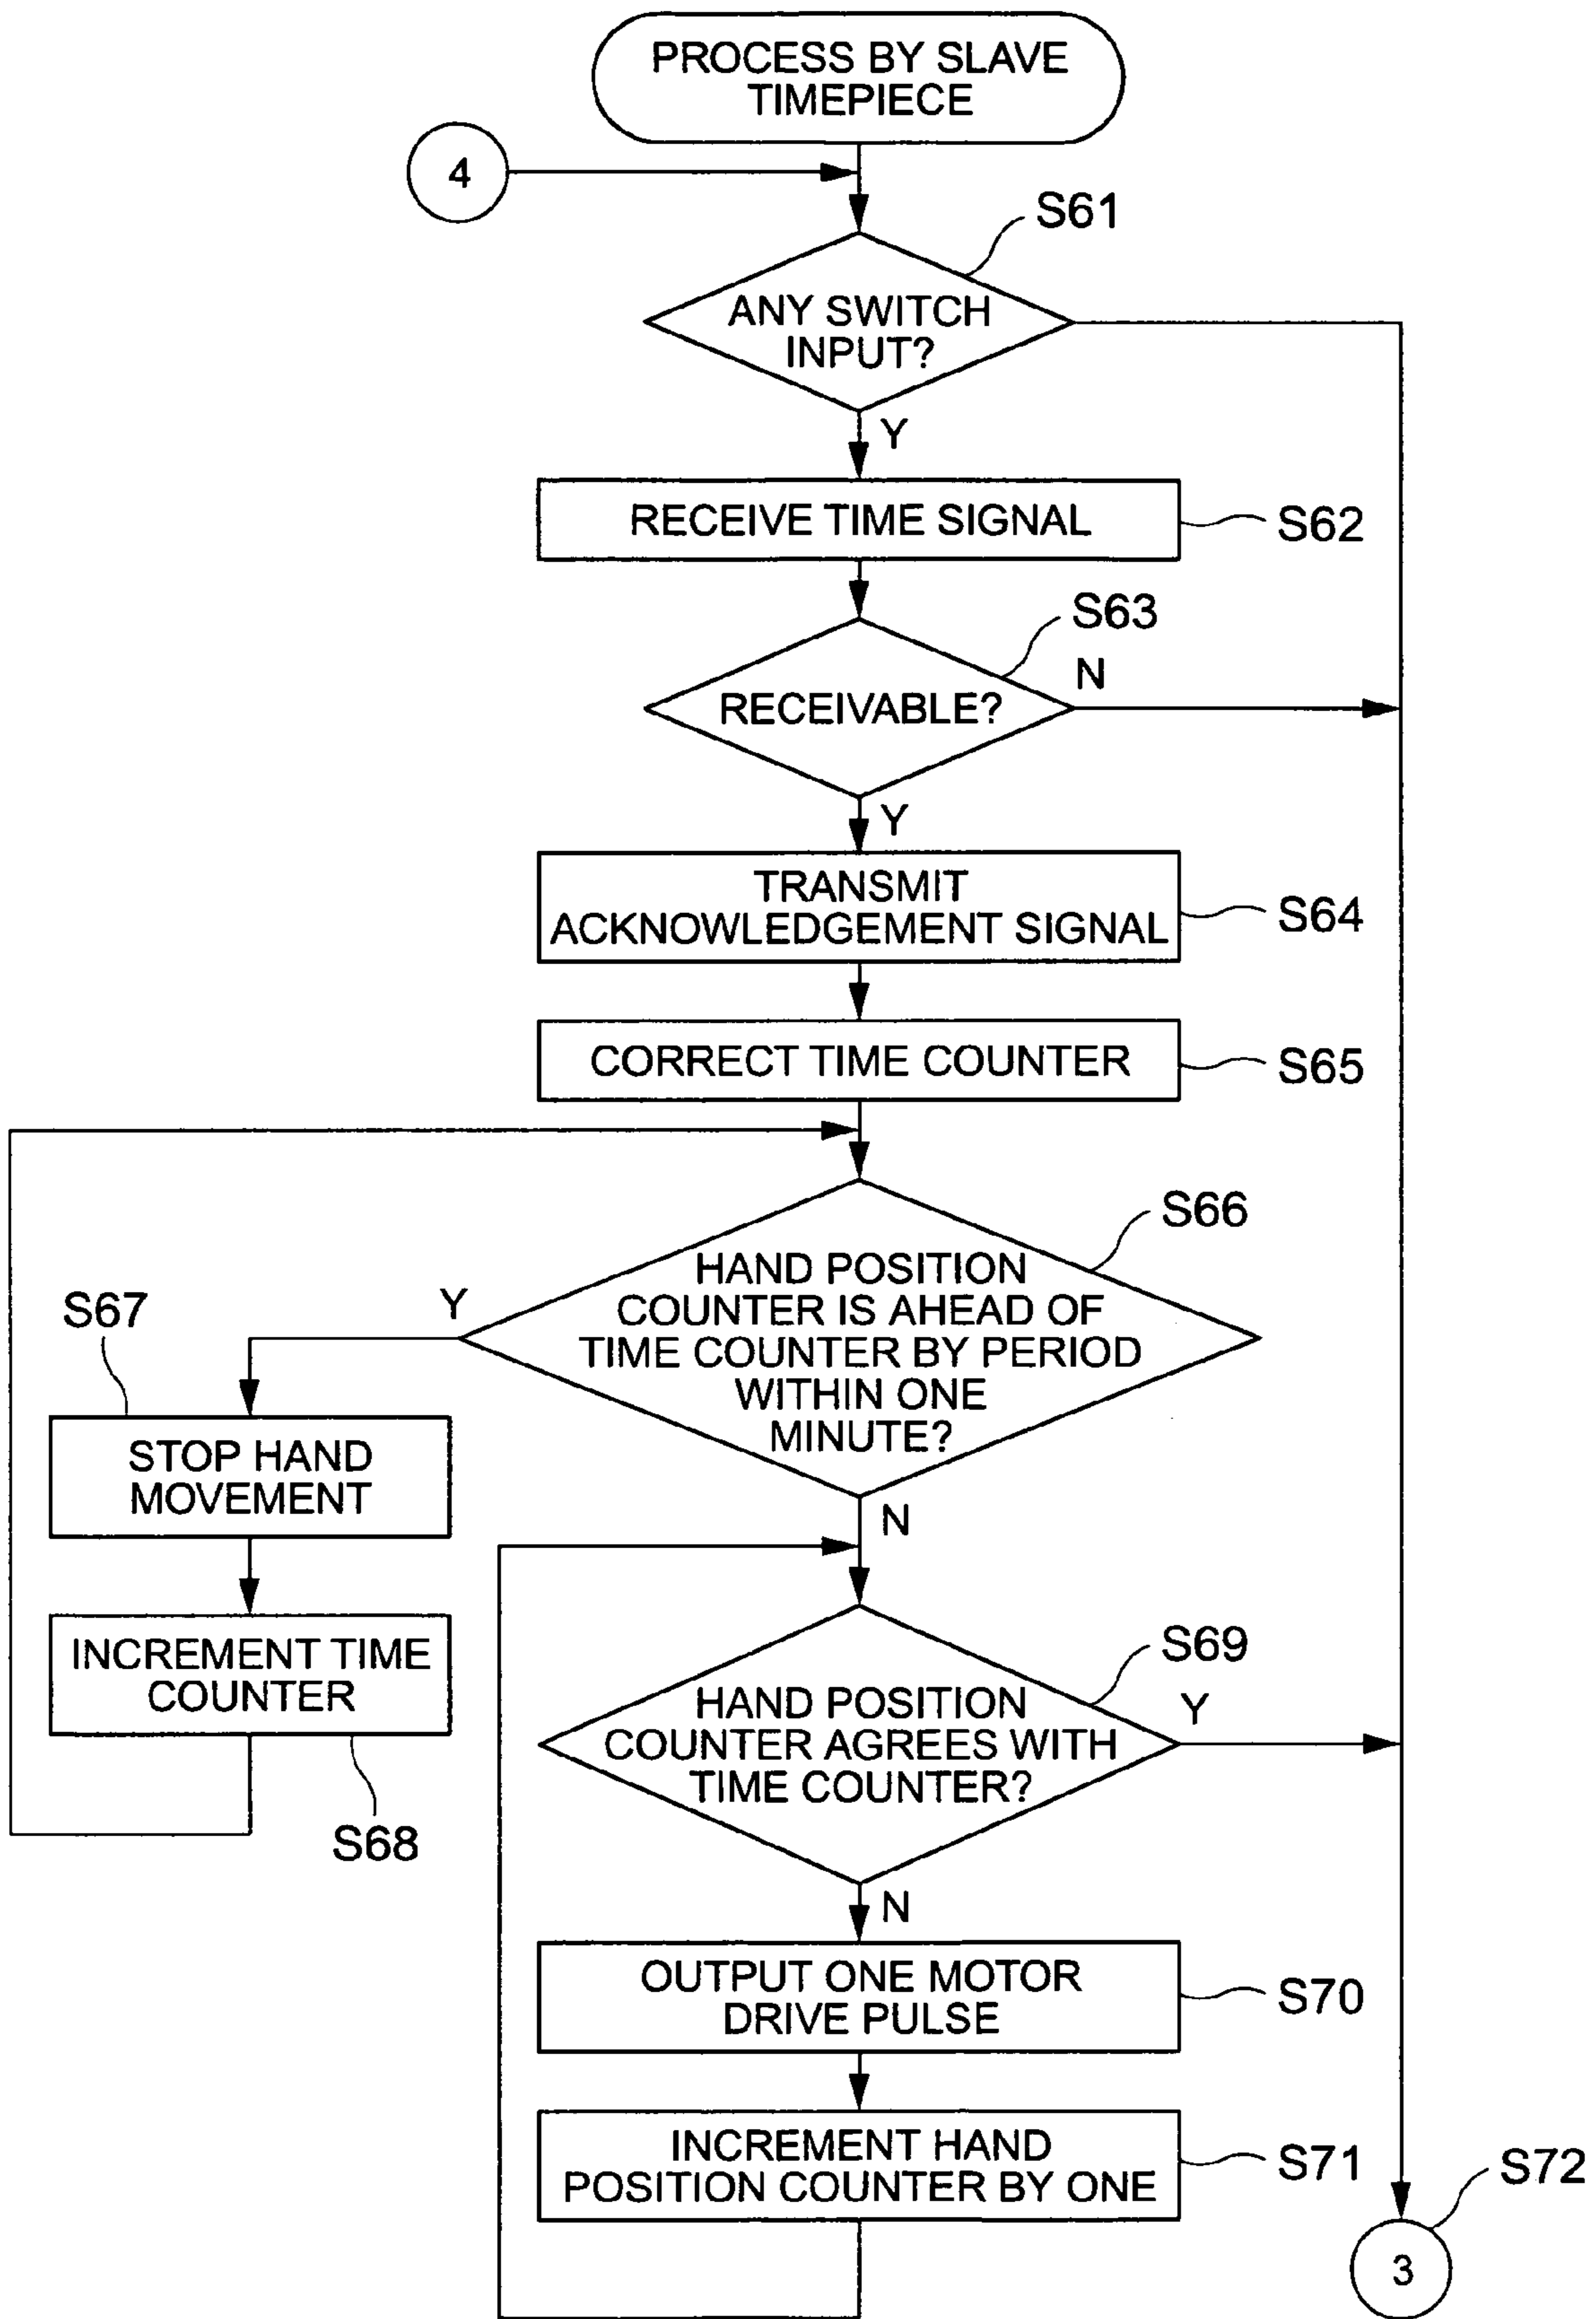 PROCESS BY SLAVE
TIMEPIECE
4
S61
ANY SWITCH
INPUT?
Y
RECEIVE TIME SIGNAL
S62
S63
N
RECEIVABLE?
Y
TRANSMIT
ACKNOWLEDGEMENT SIGNAL
S64
CORRECT TIME COUNTER
S65
S66
HAND POSITION
COUNTER IS AHEAD OF
TIME COUNTER BY PERIOD
WITHIN ONE
MINUTE?
Y
S67
STOP HAND
MOVEMENT
INCREMENT TIME
COUNTER
S68
N
S69
HAND POSITION
COUNTER AGREES WITH
TIME COUNTER?
Y
N
OUTPUT ONE MOTOR
DRIVE PULSE
S70
INCREMENT HAND
POSITION COUNTER BY ONE
S71
S72
3